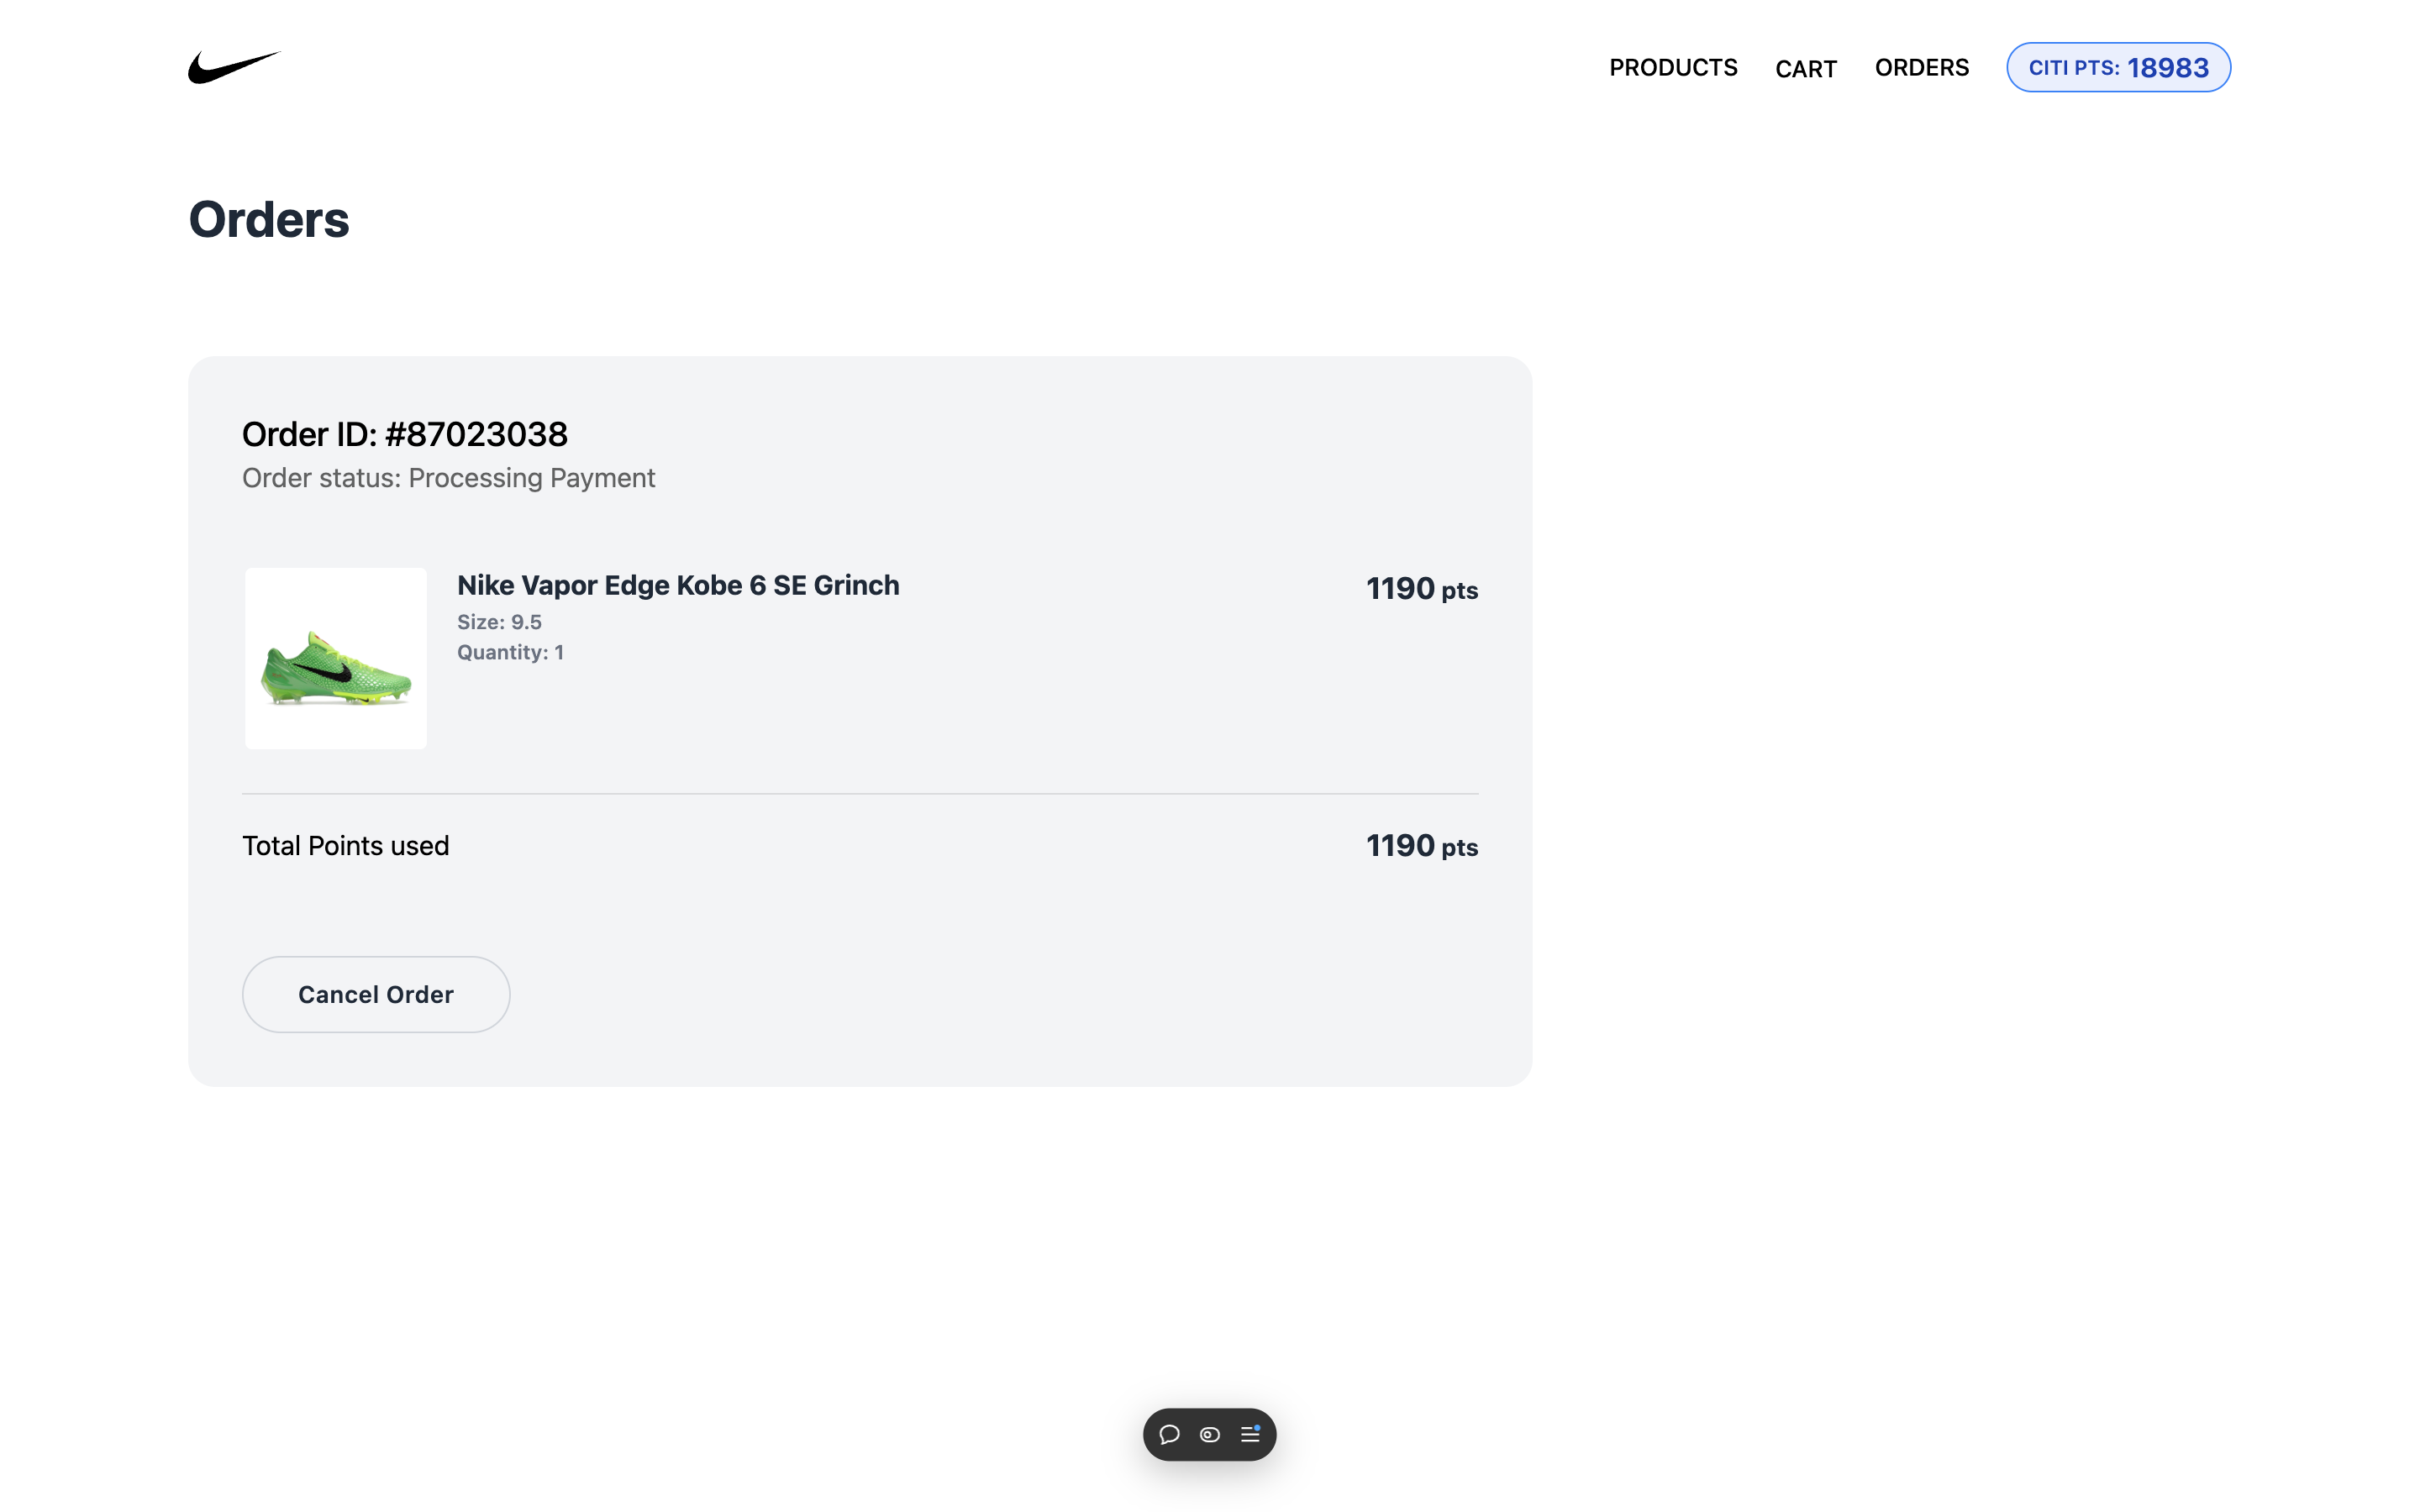 PRODUCTS CART ORDERS CITI PTS: 18983
Orders
Order ID: #87023038
Order status: Processing Payment
Nike Vapor Edge Kobe 6 SE Grinch 1190 pts
Size: 9.5
Quantity: 1
Total Points used 1190 pts
Cancel Order